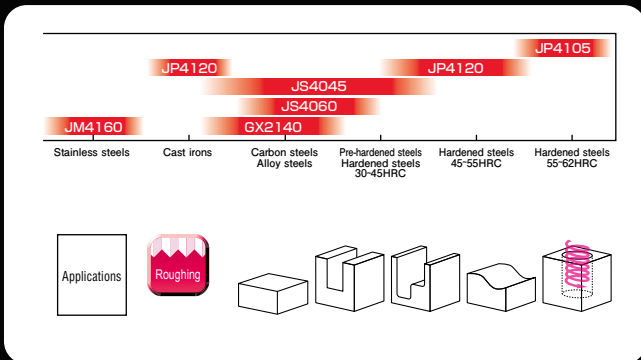 JP4105
JP4120
JP4120
JS4045
JS4060
JM4160
GX2140
Stainless steels
Cast irons
Carbon steels
Alloy steels
Pre-hardened steels
Hardened steels
30-45HRC
Hardened steels
45-55HRC
Hardened steels
55-62HRC
Applications
Roughing